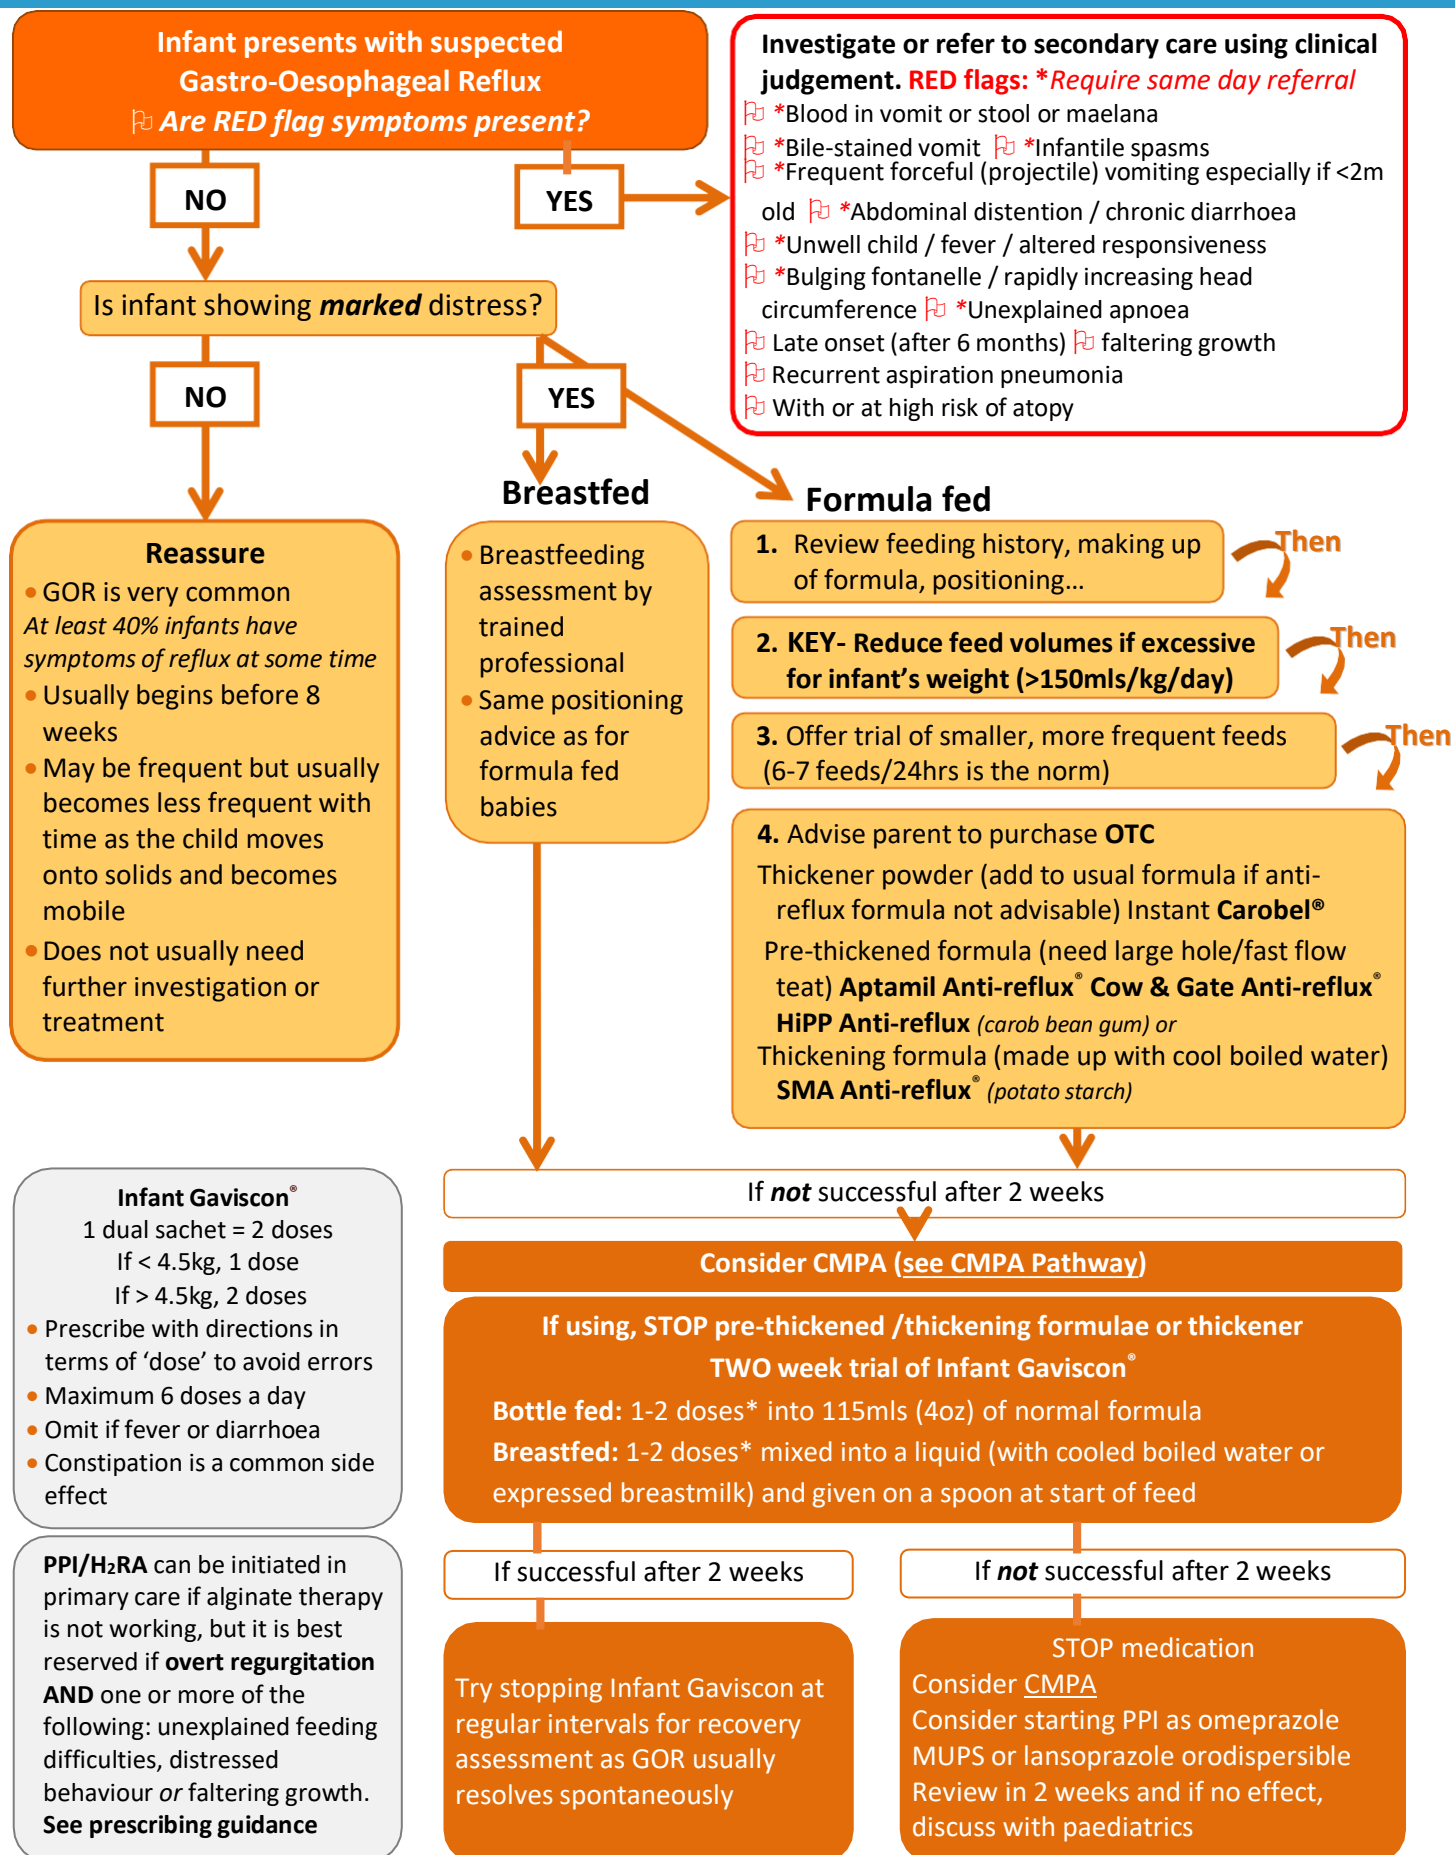 Infant presents with suspected
Gastro-Oesophageal Reflux
Are RED flag symptoms present?
Investigate or refer to secondary care using clinical
judgement. RED flags: *Require same day referral
*Blood in vomit or stool or maelana
*Bile-stained vomit *Infantile spasms
*Frequent forceful (projectile) vomiting especially if <2m
old *Abdominal distention / chronic diarrhoea
*Unwell child / fever / altered responsiveness
*Bulging fontanelle / rapidly increasing head
circumference *Unexplained apnoea
Late onset (after 6 months) faltering growth
Recurrent aspiration pneumonia
With or at high risk of atopy
NO
YES
Is infant showing marked distress?
NO
YES
Reassure
• GOR is very common
At least 40% infants have
symptoms of reflux at some time
• Usually begins before 8
weeks
• May be frequent but usually
becomes less frequent with
time as the child moves
onto solids and becomes
mobile
• Does not usually need
further investigation or
treatment
Breastfed
• Breastfeeding
assessment by
trained
professional
• Same positioning
advice as for
formula fed
babies
Formula fed
1. Review feeding history, making up
of formula, positioning...
Then
2. KEY- Reduce feed volumes if excessive
for infant's weight (>150mls/kg/day)
Then
3. Offer trial of smaller, more frequent feeds
(6-7 feeds/24hrs is the norm)
Then
4. Advise parent to purchase OTC
Thickener powder (add to usual formula if anti-
reflux formula not advisable) Instant Carobel®
Pre-thickened formula (need large hole/fast flow
teat) Aptamil Anti-reflux® Cow & Gate Anti-reflux®
HiPP Anti-reflux (carob bean gum) or
Thickening formula (made up with cool boiled water)
SMA Anti-reflux® (potato starch)
If not successful after 2 weeks
Consider CMPA (see CMPA Pathway)
If using, STOP pre-thickened /thickening formulae or thickener
TWO week trial of Infant Gaviscon®
Bottle fed: 1-2 doses* into 115mls (4oz) of normal formula
Breastfed: 1-2 doses* mixed into a liquid (with cooled boiled water or
expressed breastmilk) and given on a spoon at start of feed
If successful after 2 weeks
Try stopping Infant Gaviscon at
regular intervals for recovery
assessment as GOR usually
resolves spontaneously
If not successful after 2 weeks
STOP medication
Consider CMPA
Consider starting PPI as omeprazole
MUPS or lansoprazole orodispersible
Review in 2 weeks and if no effect,
discuss with paediatrics
Infant Gaviscon®
1 dual sachet = 2 doses
If < 4.5kg, 1 dose
If > 4.5kg, 2 doses
• Prescribe with directions in
terms of 'dose' to avoid errors
• Maximum 6 doses a day
• Omit if fever or diarrhoea
• Constipation is a common side
effect
PPI/H2RA can be initiated in
primary care if alginate therapy
is not working, but it is best
reserved if overt regurgitation
AND one or more of the
following: unexplained feeding
difficulties, distressed
behaviour or faltering growth.
See prescribing guidance